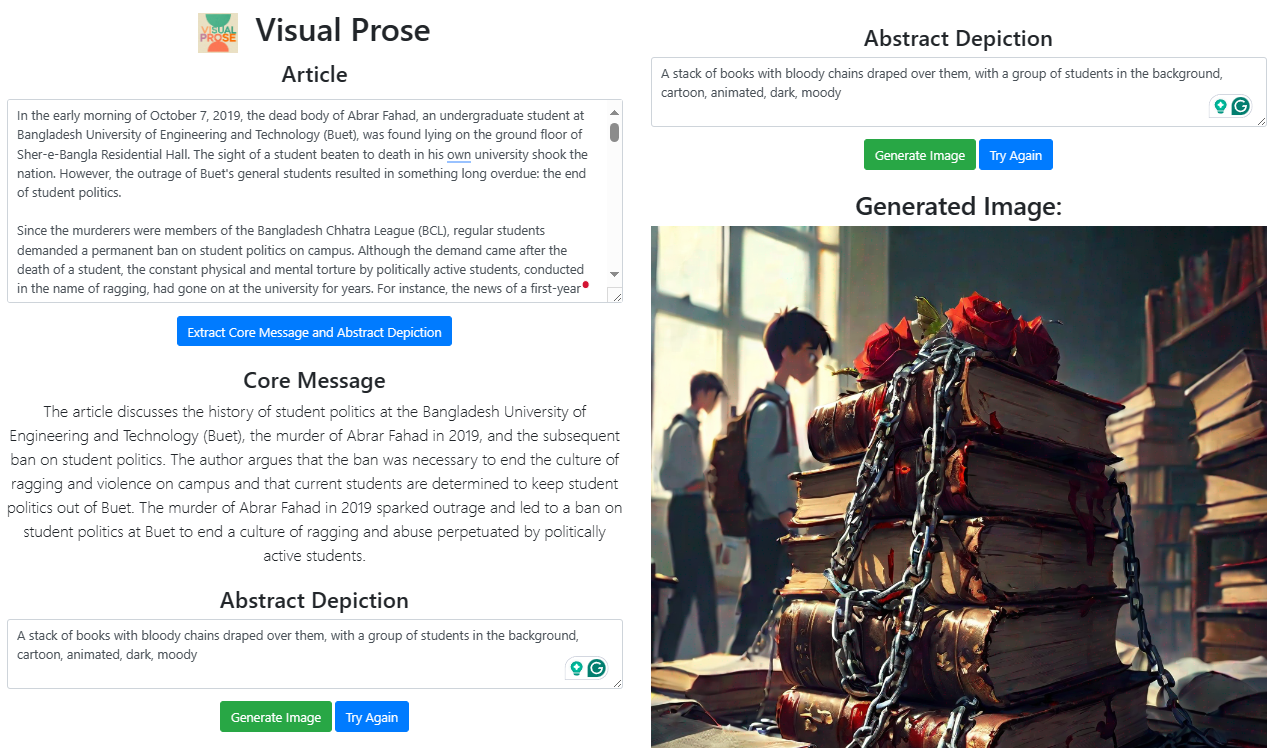 VISUAL
PROSE
Visual Prose
Article
In the early morning of October 7, 2019, the dead body of Abrar Fahad, an undergraduate student at
Bangladesh University of Engineering and Technology (Buet), was found lying on the ground floor of
Sher-e-Bangla Residential Hall. The sight of a student beaten to death in his own university shook the
nation. However, the outrage of Buet's general students resulted in something long overdue: the end
of student politics.
Since the murderers were members of the Bangladesh Chhatra League (BCL), regular students
demanded a permanent ban on student politics on campus. Although the demand came after the
death of a student, the constant physical and mental torture by politically active students, conducted
in the name of ragging, had gone on at the university for years. For instance, the news of a first-year
Extract Core Message and Abstract Depiction
Core Message
The article discusses the history of student politics at the Bangladesh University of
Engineering and Technology (Buet), the murder of Abrar Fahad in 2019, and the subsequent
ban on student politics. The author argues that the ban was necessary to end the culture of
ragging and violence on campus and that current students are determined to keep student
politics out of Buet. The murder of Abrar Fahad in 2019 sparked outrage and led to a ban on
student politics at Buet to end a culture of ragging and abuse perpetuated by politically
active students.
Abstract Depiction
A stack of books with bloody chains draped over them, with a group of students in the background,
cartoon, animated, dark, moody
Generate Image Try Again
Abstract Depiction
A stack of books with bloody chains draped over them, with a group of students in the background,
cartoon, animated, dark, moody
Generate Image Try Again
Generated Image: